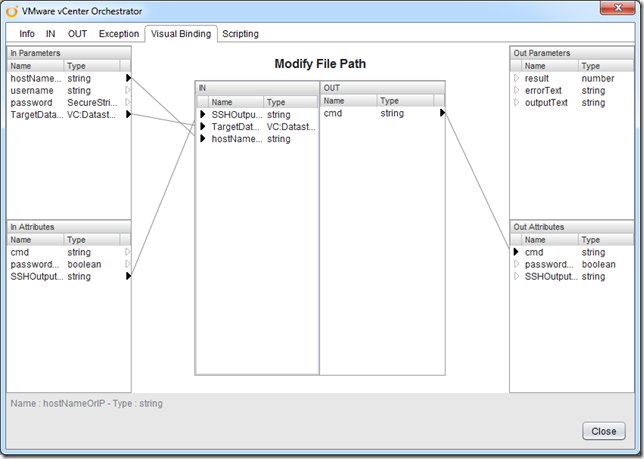 VMware vCenter Orchestrator
Info IN OUT Exception Visual Binding Scripting
In Parameters
Name Type
hostName... string
username string
password SecureStri...
TargetData... VC:Datast...
In Attributes
Name Type
cmd string
password... boolean
SSHOutput... string
Modify File Path
IN
Name Type
SSHOutpu... string
TargetDat... VC:Datast...
hostName... string
OUT
Name Type
cmd string
Out Parameters
Name Type
result number
errorText string
outputText string
Out Attributes
Name Type
cmd string
password... boolean
SSHOutput... string
Name : hostNameOrIP - Type : string
Close